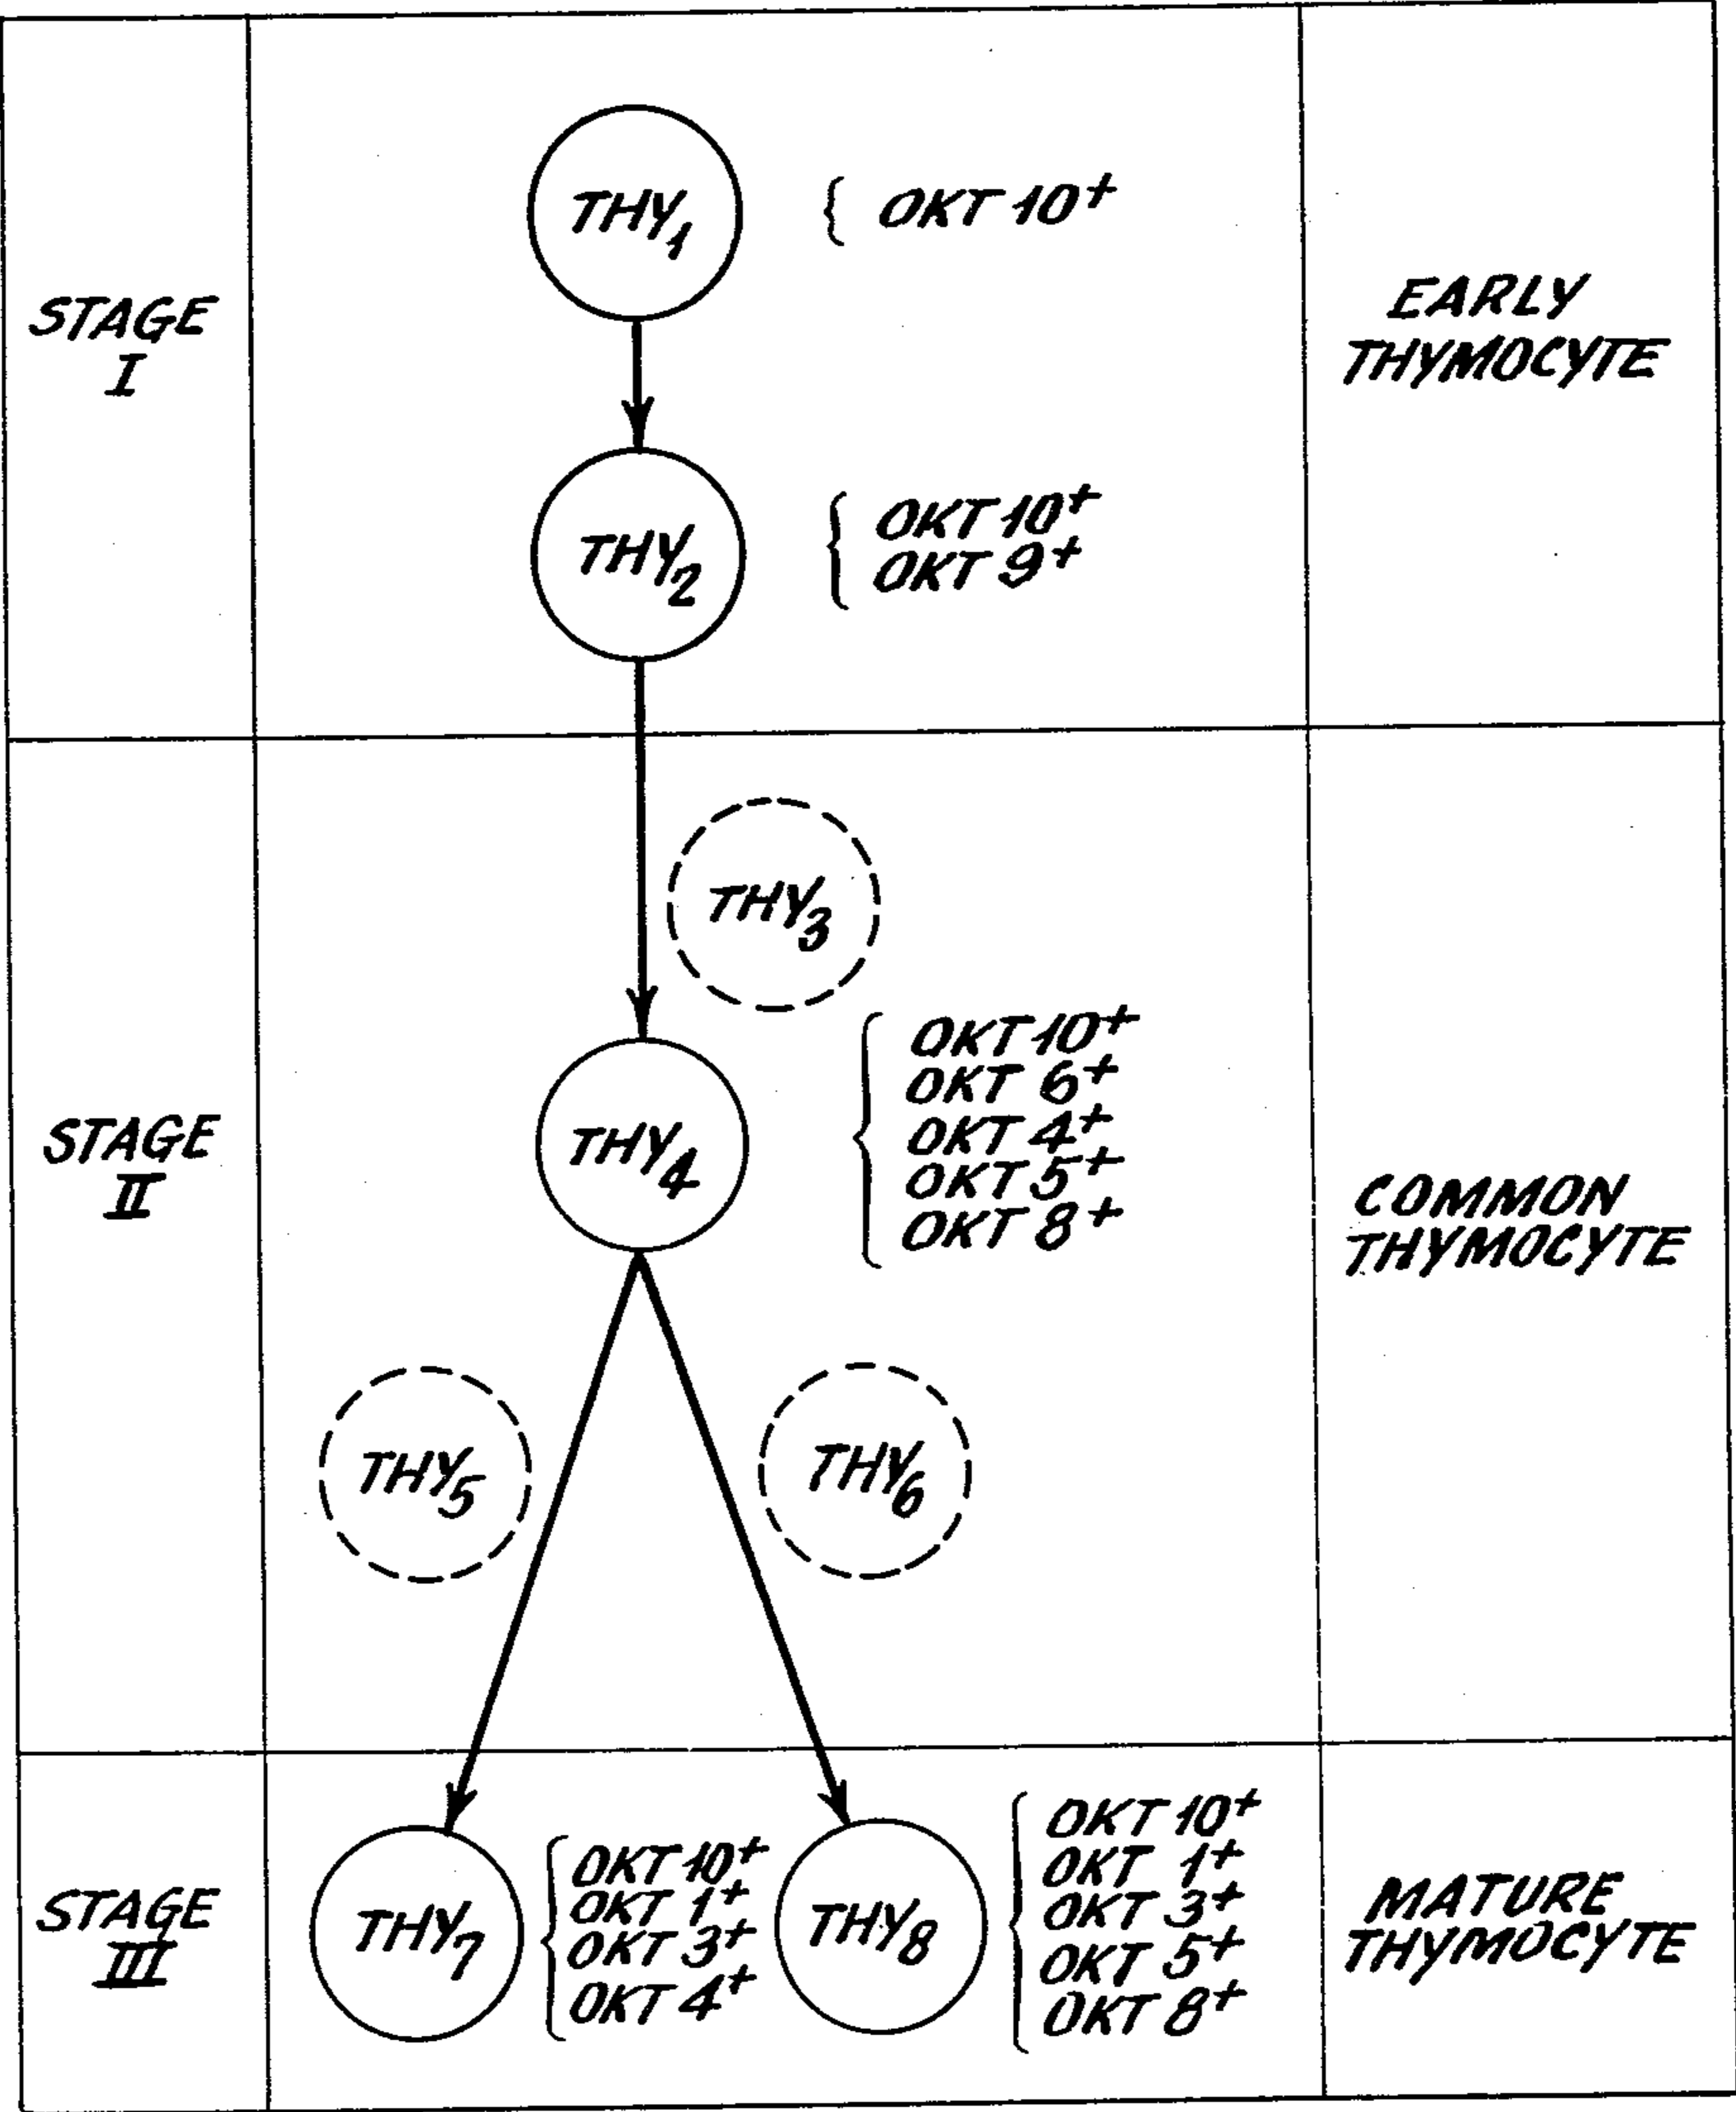 STAGE
I
THY1
OKT 10+
THY2
OKT 10+
OKT 9+
EARLY
THYMOCYTE
STAGE
II
THY3
THY4
OKT 10+
OKT 6+
OKT 4+
OKT 5+
OKT 8+
THY5
THY6
COMMON
THYMOCYTE
STAGE
III
THY7
OKT 10+
OKT 1+
OKT 3+
OKT 4+
THY8
OKT 10+
OKT 1+
OKT 3+
OKT 5+
OKT 8+
MATURE
THYMOCYTE